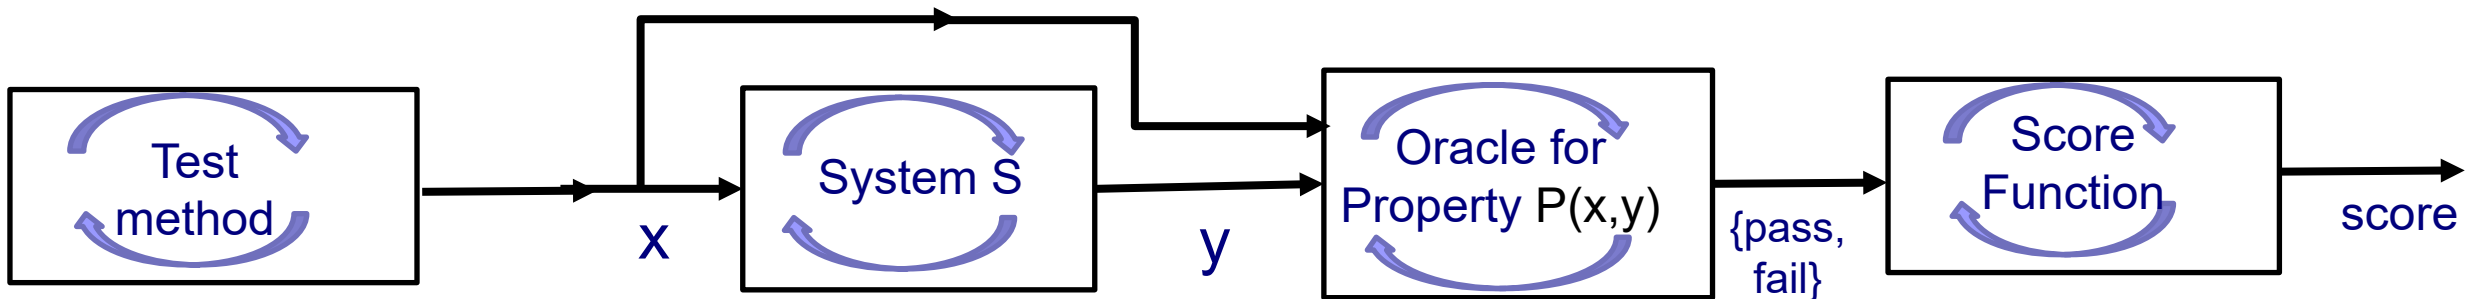 Test
method
x
System S
y
Oracle for
Property P(x,y)
{pass,
fail}
Score
Function
score